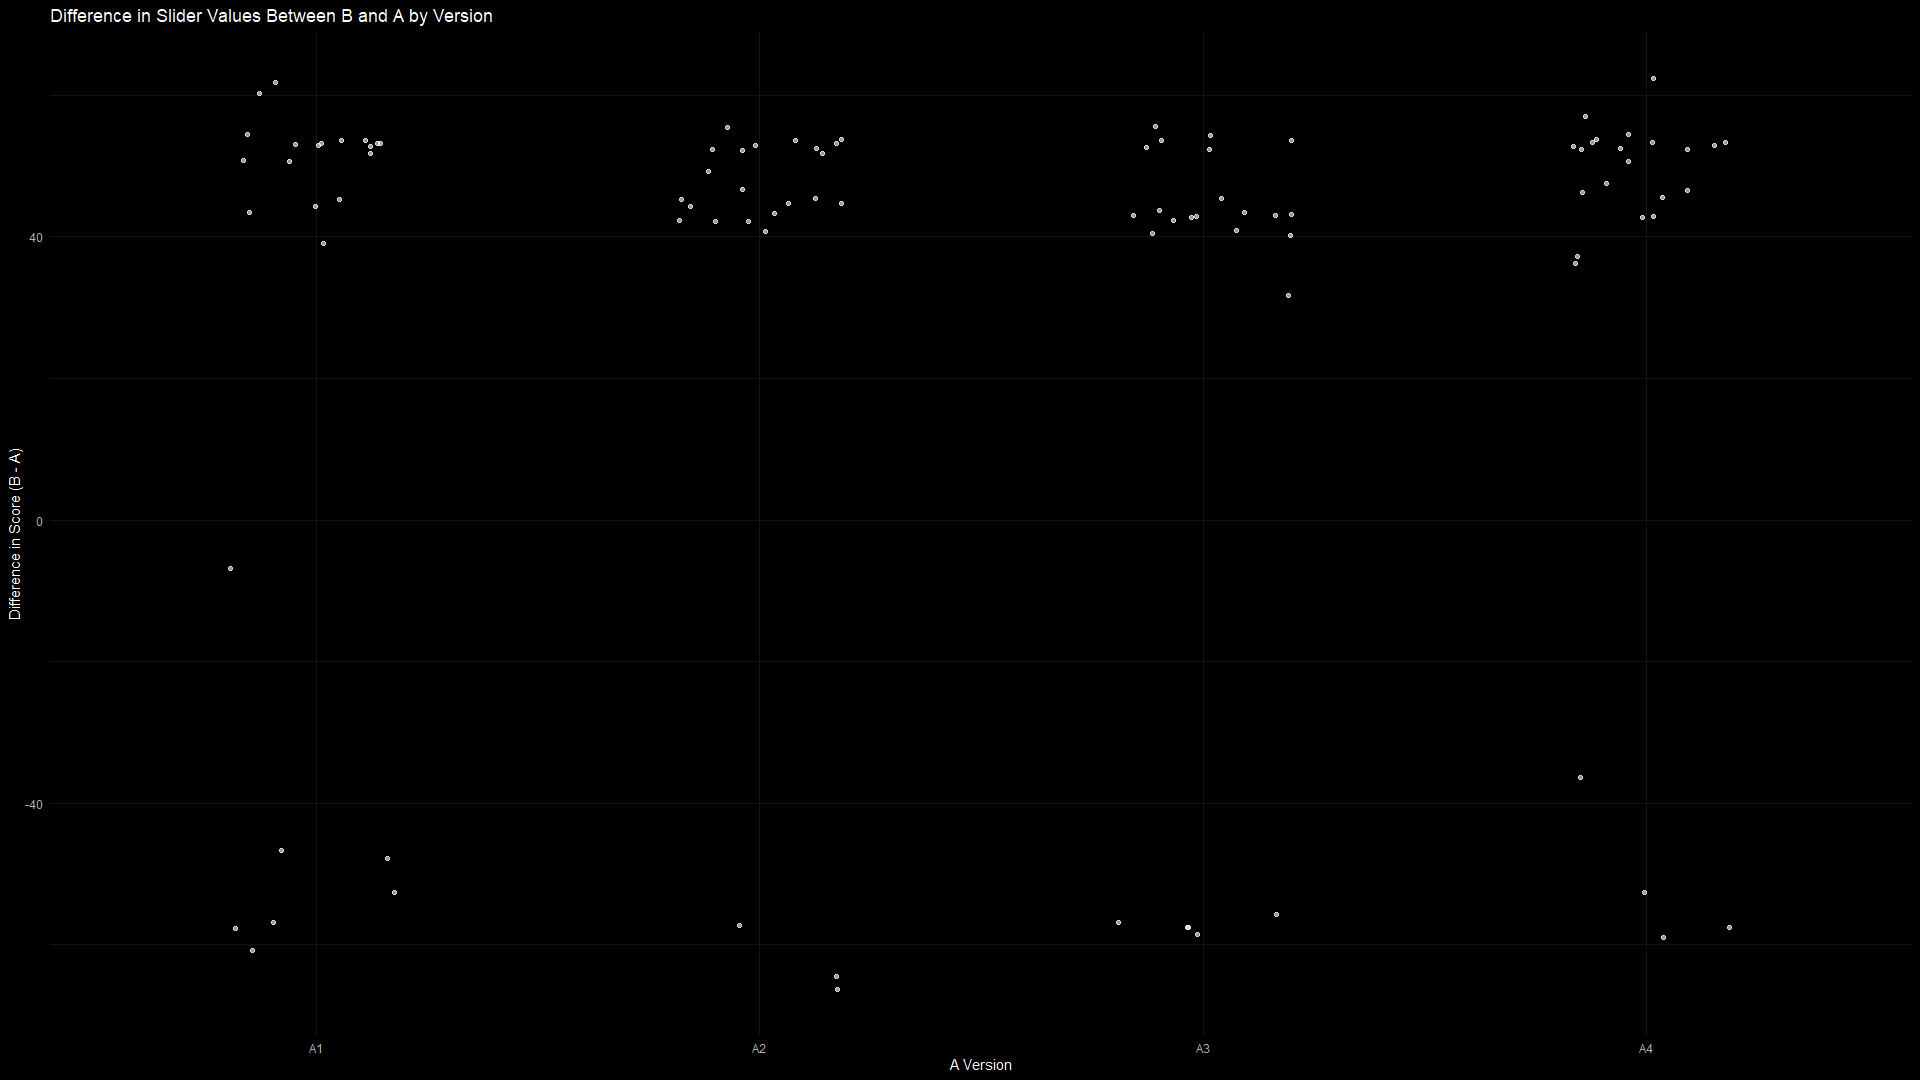 Difference in Slider Values Between B and A by Version
Difference in Score (B - A)
40
0
-40
A1
A2
A3
A4
A Version